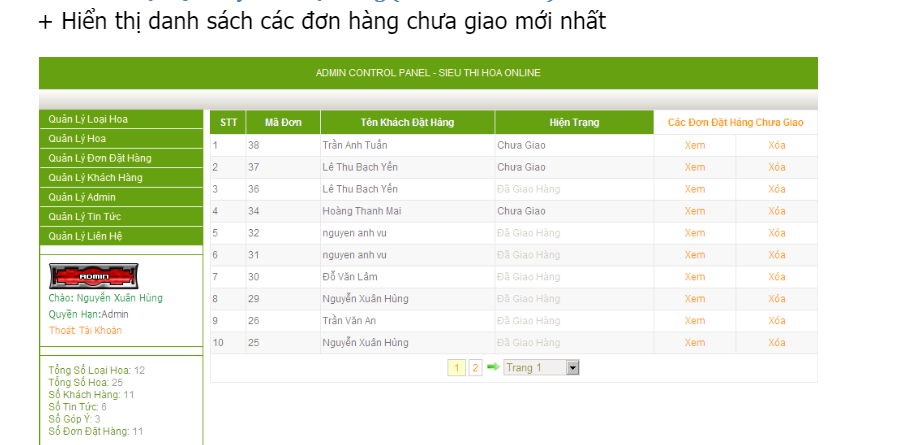 + Hiển thị danh sách các đơn hàng chưa giao mới nhất
ADMIN CONTROL PANEL - SIEU THI HOA ONLINE
Quản Lý Loại Hoa
Quản Lý Hoa
Quản Lý Đơn Đặt Hàng
Quản Lý Khách Hàng
Quản Lý Admin
Quản Lý Tin Tức
Quản Lý Liên Hệ
ADMIN
Chào: Nguyễn Xuân Hùng
Quyền Hạn:Admin
Thoát Tài Khoản
Tổng Số Loại Hoa: 12
Tổng Số Hoa: 25
Số Khách Hàng: 11
Số Tin Tức: 6
Số Góp Ý: 3
Số Đơn Đặt Hàng: 11
STT Mã Đơn Tên Khách Đặt Hàng Hiện Trạng Các Đơn Đặt Hàng Chưa Giao
1 38 Trần Anh Tuấn Chưa Giao Xem Xóa
2 37 Lê Thu Bạch Yến Chưa Giao Xem Xóa
3 36 Lê Thu Bạch Yến Đã Giao Hàng Xem Xóa
4 34 Hoàng Thanh Mai Chưa Giao Xem Xóa
5 32 nguyen anh vu Đã Giao Hàng Xem Xóa
6 31 nguyen anh vu Đã Giao Hàng Xem Xóa
7 30 Đỗ Văn Lâm Đã Giao Hàng Xem Xóa
8 29 Nguyễn Xuân Hùng Đã Giao Hàng Xem Xóa
9 26 Trần Văn An Đã Giao Hàng Xem Xóa
10 25 Nguyễn Xuân Hùng Đã Giao Hàng Xem Xóa
1 2 Trang 1